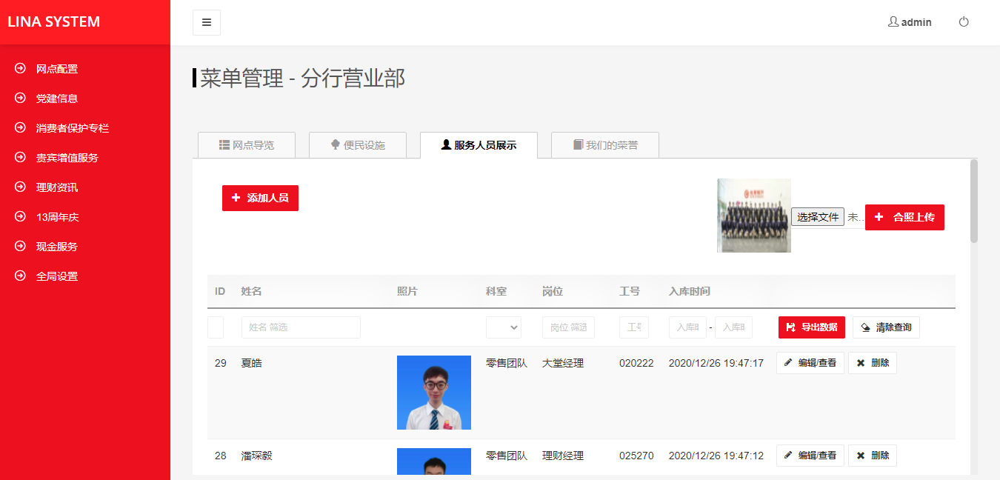 LINA SYSTEM
admin
网点配置
党建信息
消费者保护专栏
贵宾增值服务
理财资讯
13周年庆
现金服务
全局设置
菜单管理 - 分行营业部
网点导览 便民设施 服务人员展示 我们的荣誉
添加人员
选择文件 未... 合照上传
ID 姓名 照片 科室 岗位 工号 入库时间
姓名 筛选 岗位 筛选 工号 入库时 - 入库时 导出数据 清除查询
29 夏皓 零售团队 大堂经理 020222 2020/12/26 19:47:17 编辑/查看 删除
28 潘琛毅 零售团队 理财经理 025270 2020/12/26 19:47:12 编辑/查看 删除